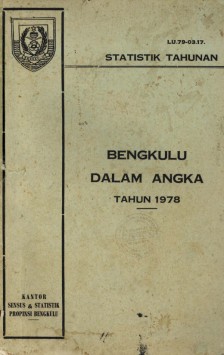 LU.79-03.17.
STATISTIK TAHUNAN
BENGKULU
DALAM ANGKA
TAHUN 1978
KANTOR
SENSUS & STATISTIK
PROPINSI BENGKULU